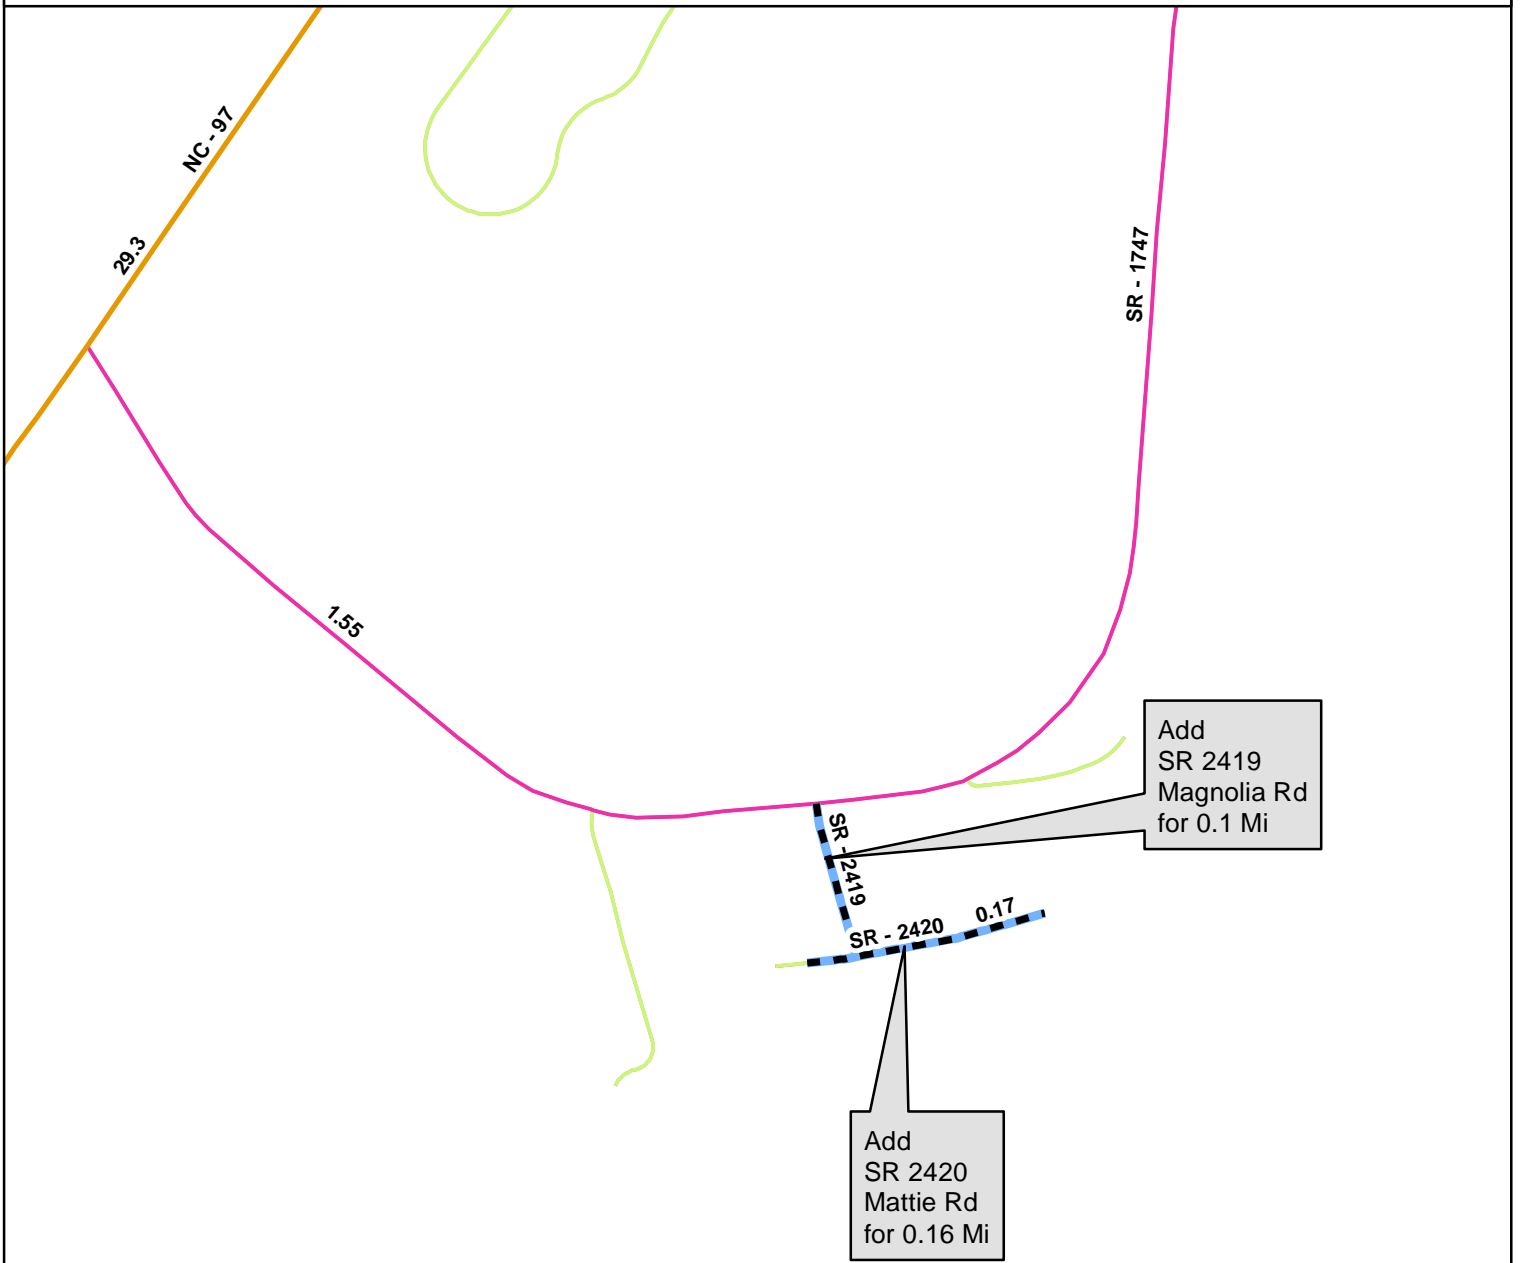 NC - 97
29.3
SR - 1747
1.55
Add
SR 2419
Magnolia Rd
for 0.1 Mi
SR - 2419
SR - 2420
0.17
Add
SR 2420
Mattie Rd
for 0.16 Mi